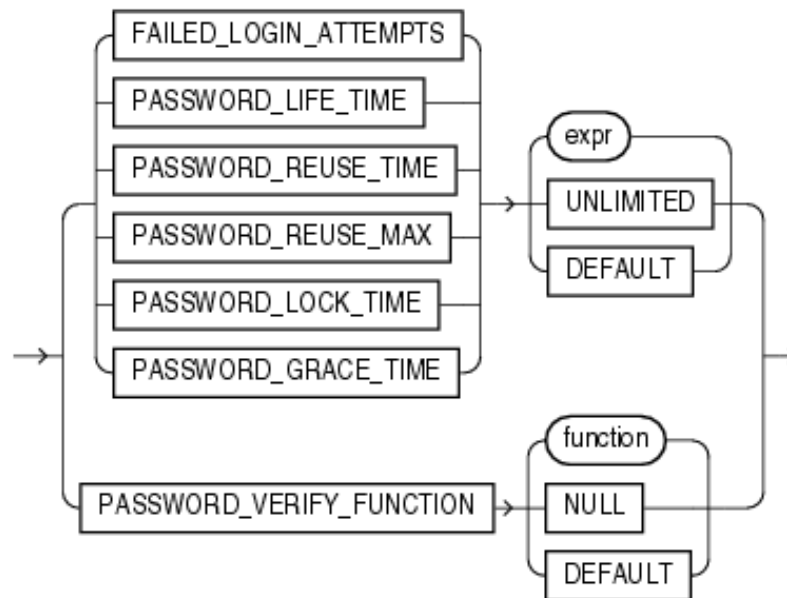 FAILED_LOGIN_ATTEMPTS
PASSWORD_LIFE_TIME
PASSWORD_REUSE_TIME
PASSWORD_REUSE_MAX
PASSWORD_LOCK_TIME
PASSWORD_GRACE_TIME
expr
UNLIMITED
DEFAULT
PASSWORD_VERIFY_FUNCTION
function
NULL
DEFAULT